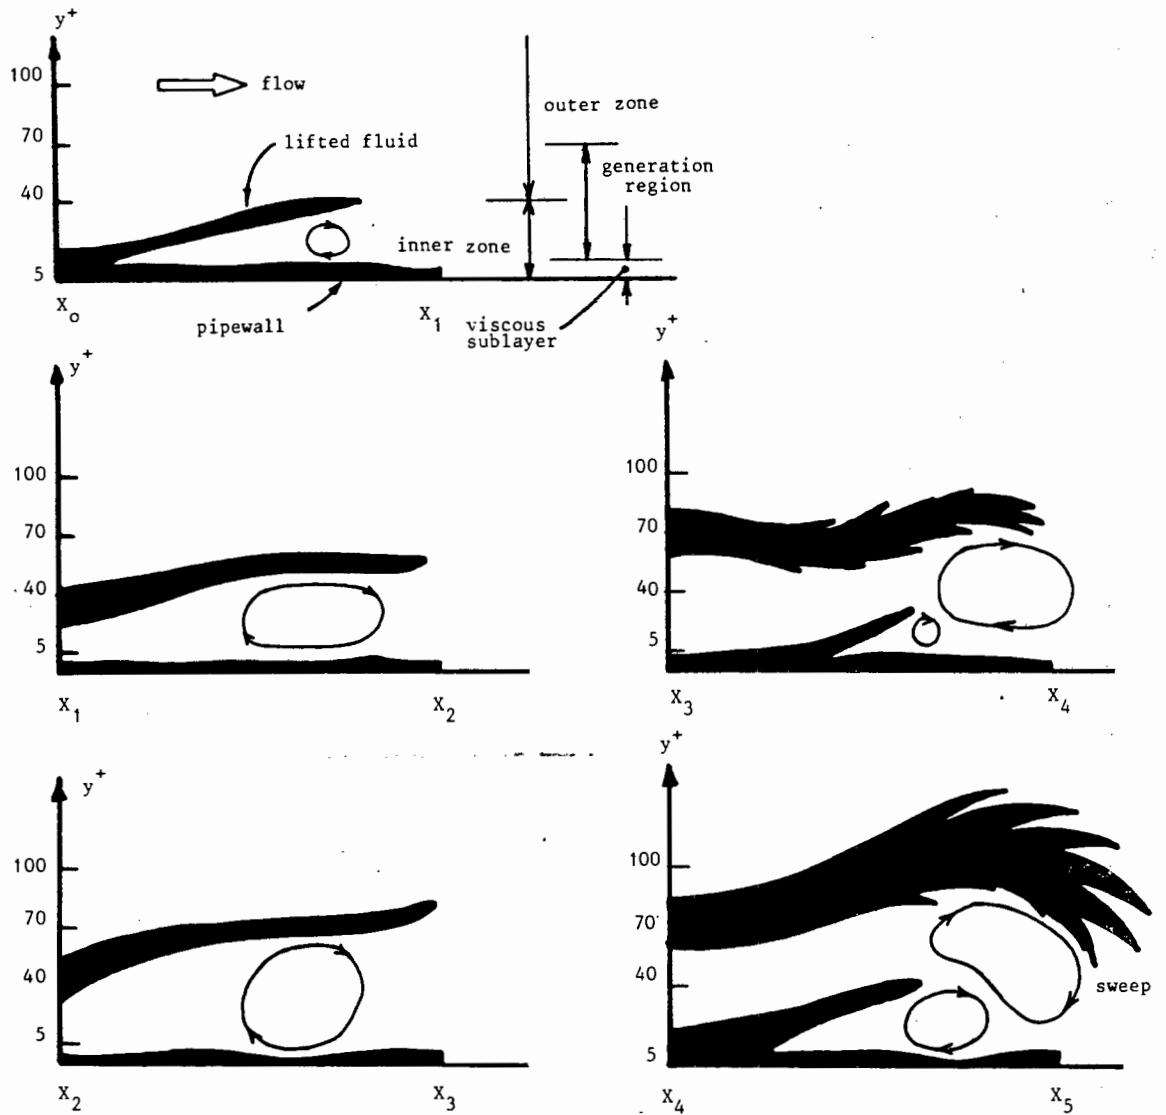 y+
100
flow
outer zone
70
lifted fluid
generation
region
40
inner zone
5
Xo
X1
pipewall
viscous
sublayer
y+
100
70
40
5
X1
X2
y+
100
70
40
5
X2
X3
y+
100
70
40
5
X3
X4
y+
100
70
40
sweep
5
X4
X5